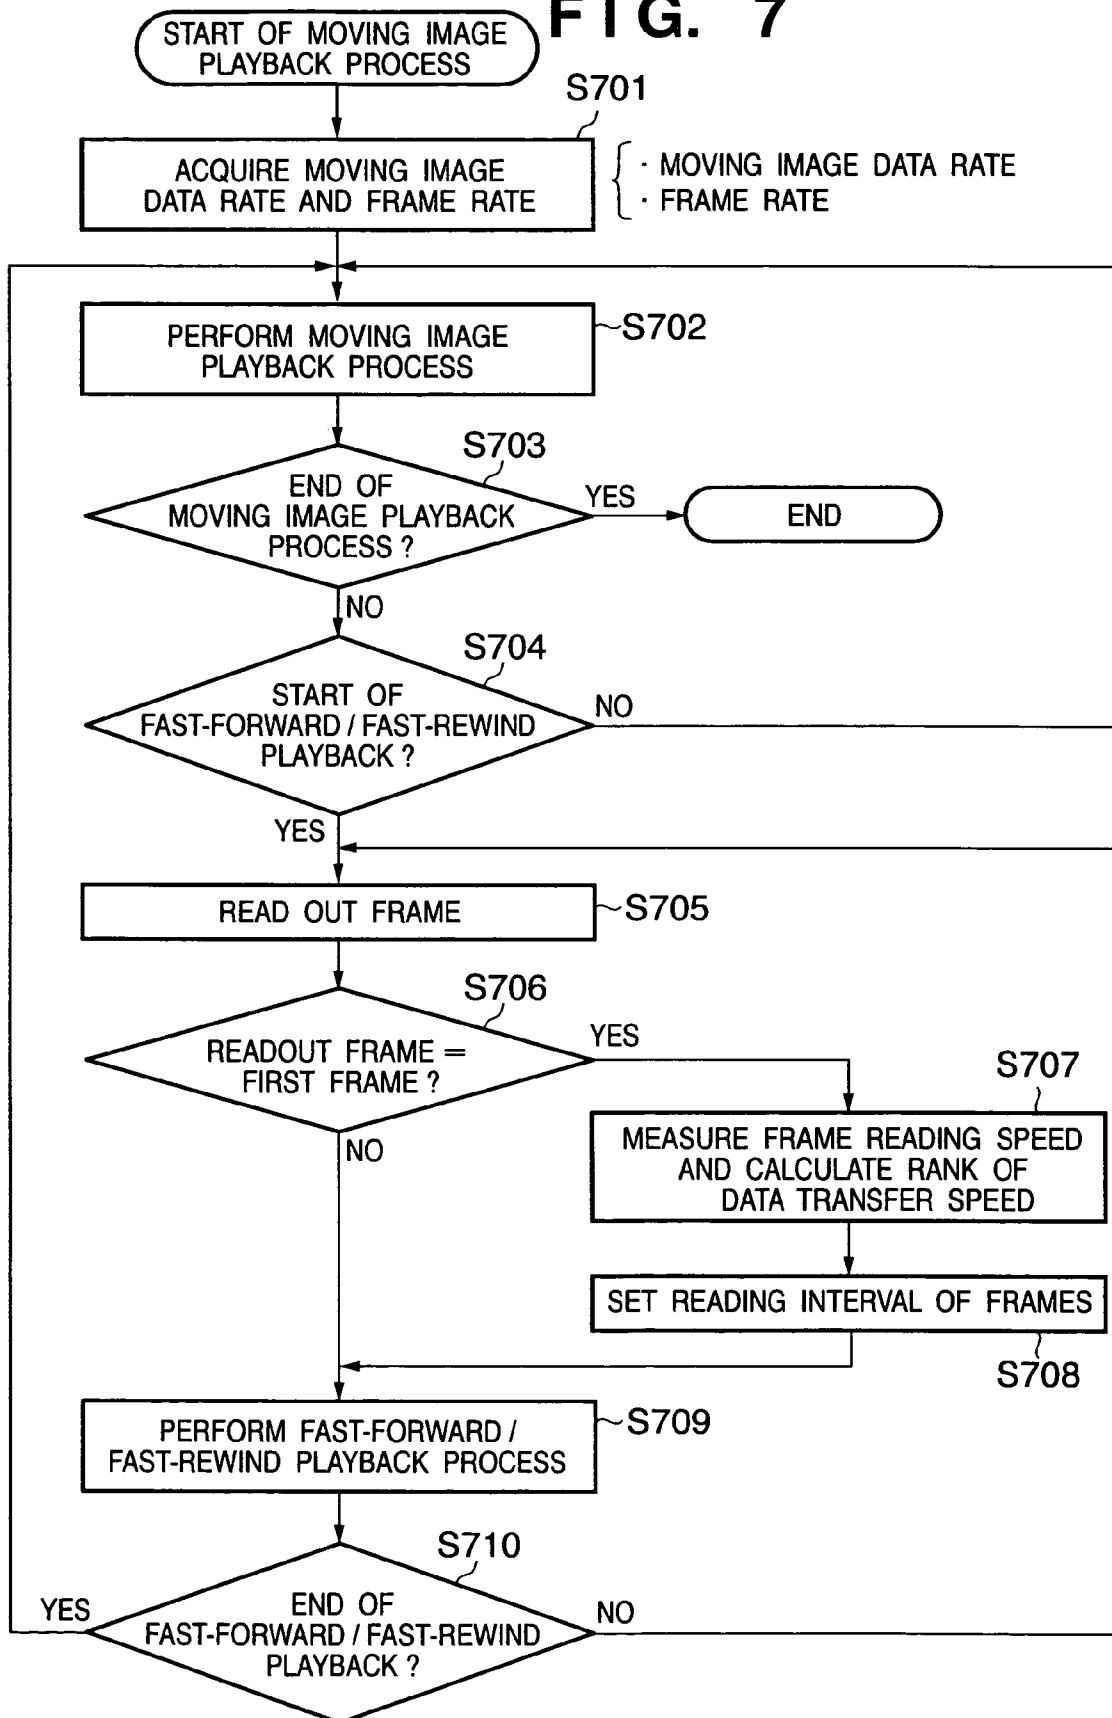 FIG. 7
START OF MOVING IMAGE
PLAYBACK PROCESS
S701
ACQUIRE MOVING IMAGE
DATA RATE AND FRAME RATE
· MOVING IMAGE DATA RATE
· FRAME RATE
PERFORM MOVING IMAGE
PLAYBACK PROCESS
S702
S703
END OF
MOVING IMAGE PLAYBACK
PROCESS ?
YES
END
NO
S704
START OF
FAST-FORWARD / FAST-REWIND
PLAYBACK ?
NO
YES
READ OUT FRAME
S705
S706
READOUT FRAME =
FIRST FRAME ?
YES
NO
S707
MEASURE FRAME READING SPEED
AND CALCULATE RANK OF
DATA TRANSFER SPEED
SET READING INTERVAL OF FRAMES
S708
PERFORM FAST-FORWARD /
FAST-REWIND PLAYBACK PROCESS
S709
S710
END OF
FAST-FORWARD / FAST-REWIND
PLAYBACK ?
YES
NO